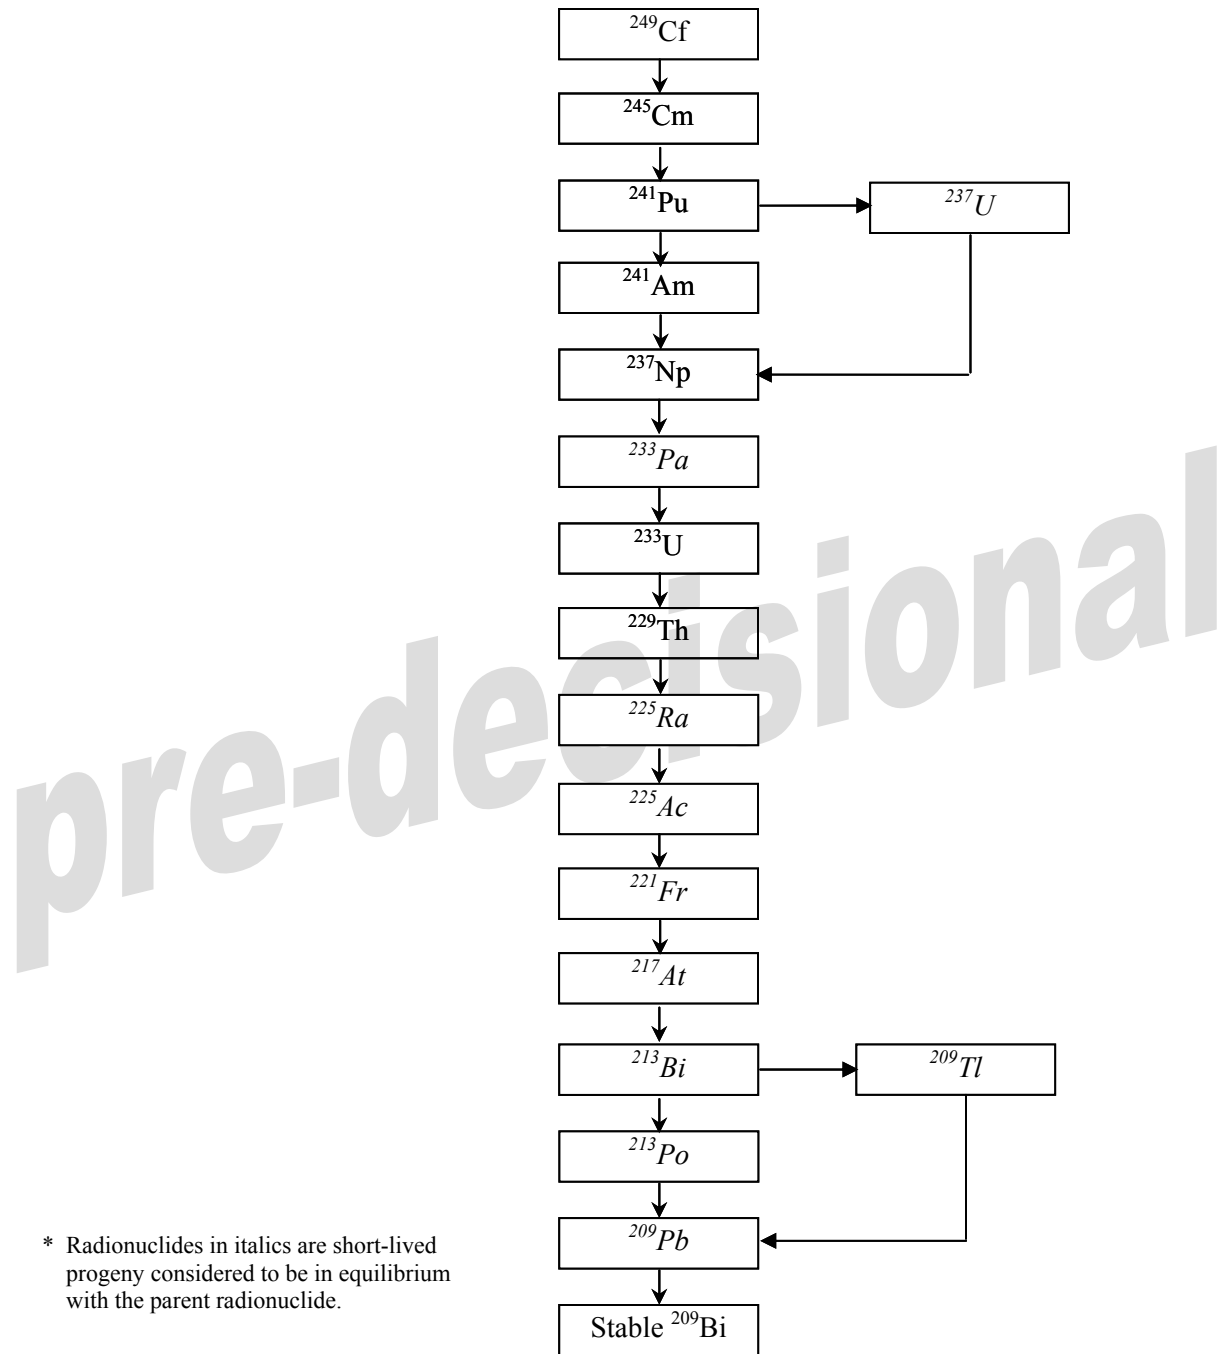 ²⁴⁹Cf
²⁴⁵Cm
²⁴¹Pu
²³⁷U
²⁴¹Am
²³⁷Np
²³³Pa
²³³U
²²⁹Th
²²⁵Ra
²²⁵Ac
²²¹Fr
²¹⁷At
²¹³Bi
²⁰⁹Tl
²¹³Po
²⁰⁹Pb
Stable ²⁰⁹Bi
* Radionuclides in italics are short-lived
progeny considered to be in equilibrium
with the parent radionuclide.
pre-decisional